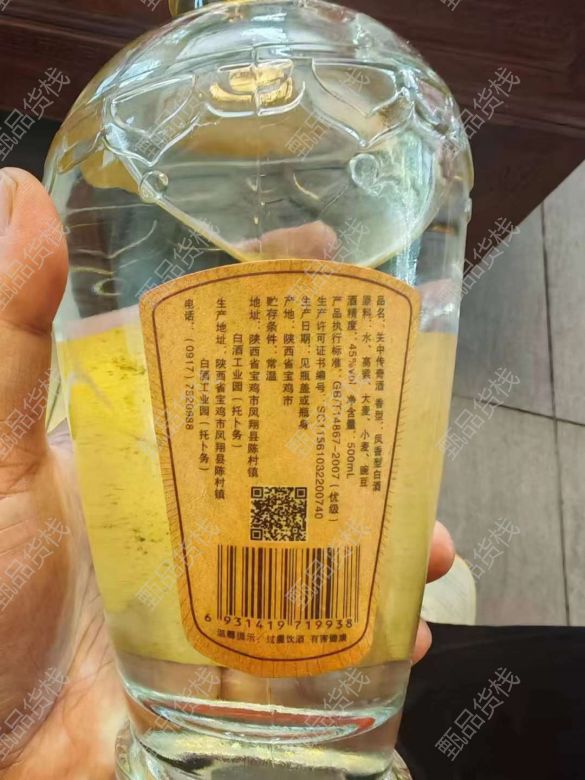 品名：关中传奇酒 香型：凤香型白酒
原料：水、高粱、大麦、小麦、豌豆
酒精度：45%vol 净含量：500mL
产品执行标准：GB/T14867-2007（优级）
生产许可证书编号：SC11561032200740
生产日期：见瓶盖或瓶身
产地：陕西省宝鸡市
贮存条件：常温
地址：陕西省宝鸡市凤翔县陈村镇
白酒工业园（托卜务）
生产地址：陕西省宝鸡市凤翔县陈村镇
白酒工业园（托卜务）
电话：（0917）7520888
6 931419 719938
温馨提示：过量饮酒 有害健康
甄品货栈